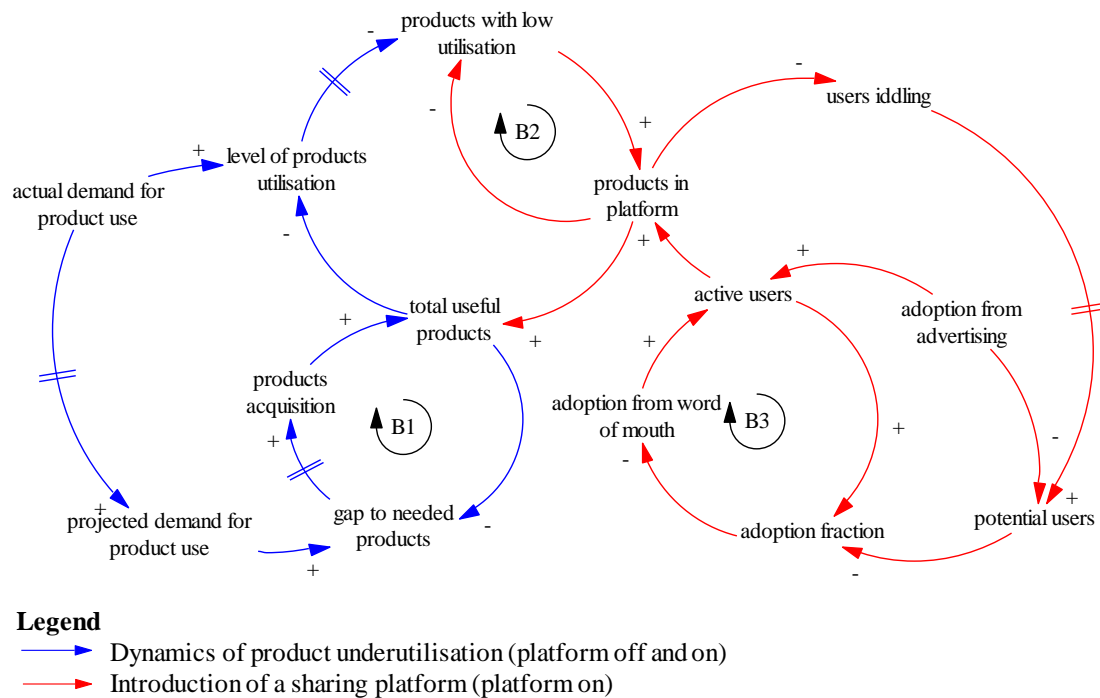 products with low
utilisation
-
-
-
users iddling
-
B2
+
+
level of products
utilisation
products in
platform
actual demand for
product use
+
-
+
active users
adoption from
advertising
total useful
products
+
+
+
products
acquisition
adoption from word
of mouth
B1
B3
+
+
-
-
+
projected demand for
product use
gap to needed
products
-
adoption fraction
+
potential users
+
-
Legend
Dynamics of product underutilisation (platform off and on)
Introduction of a sharing platform (platform on)